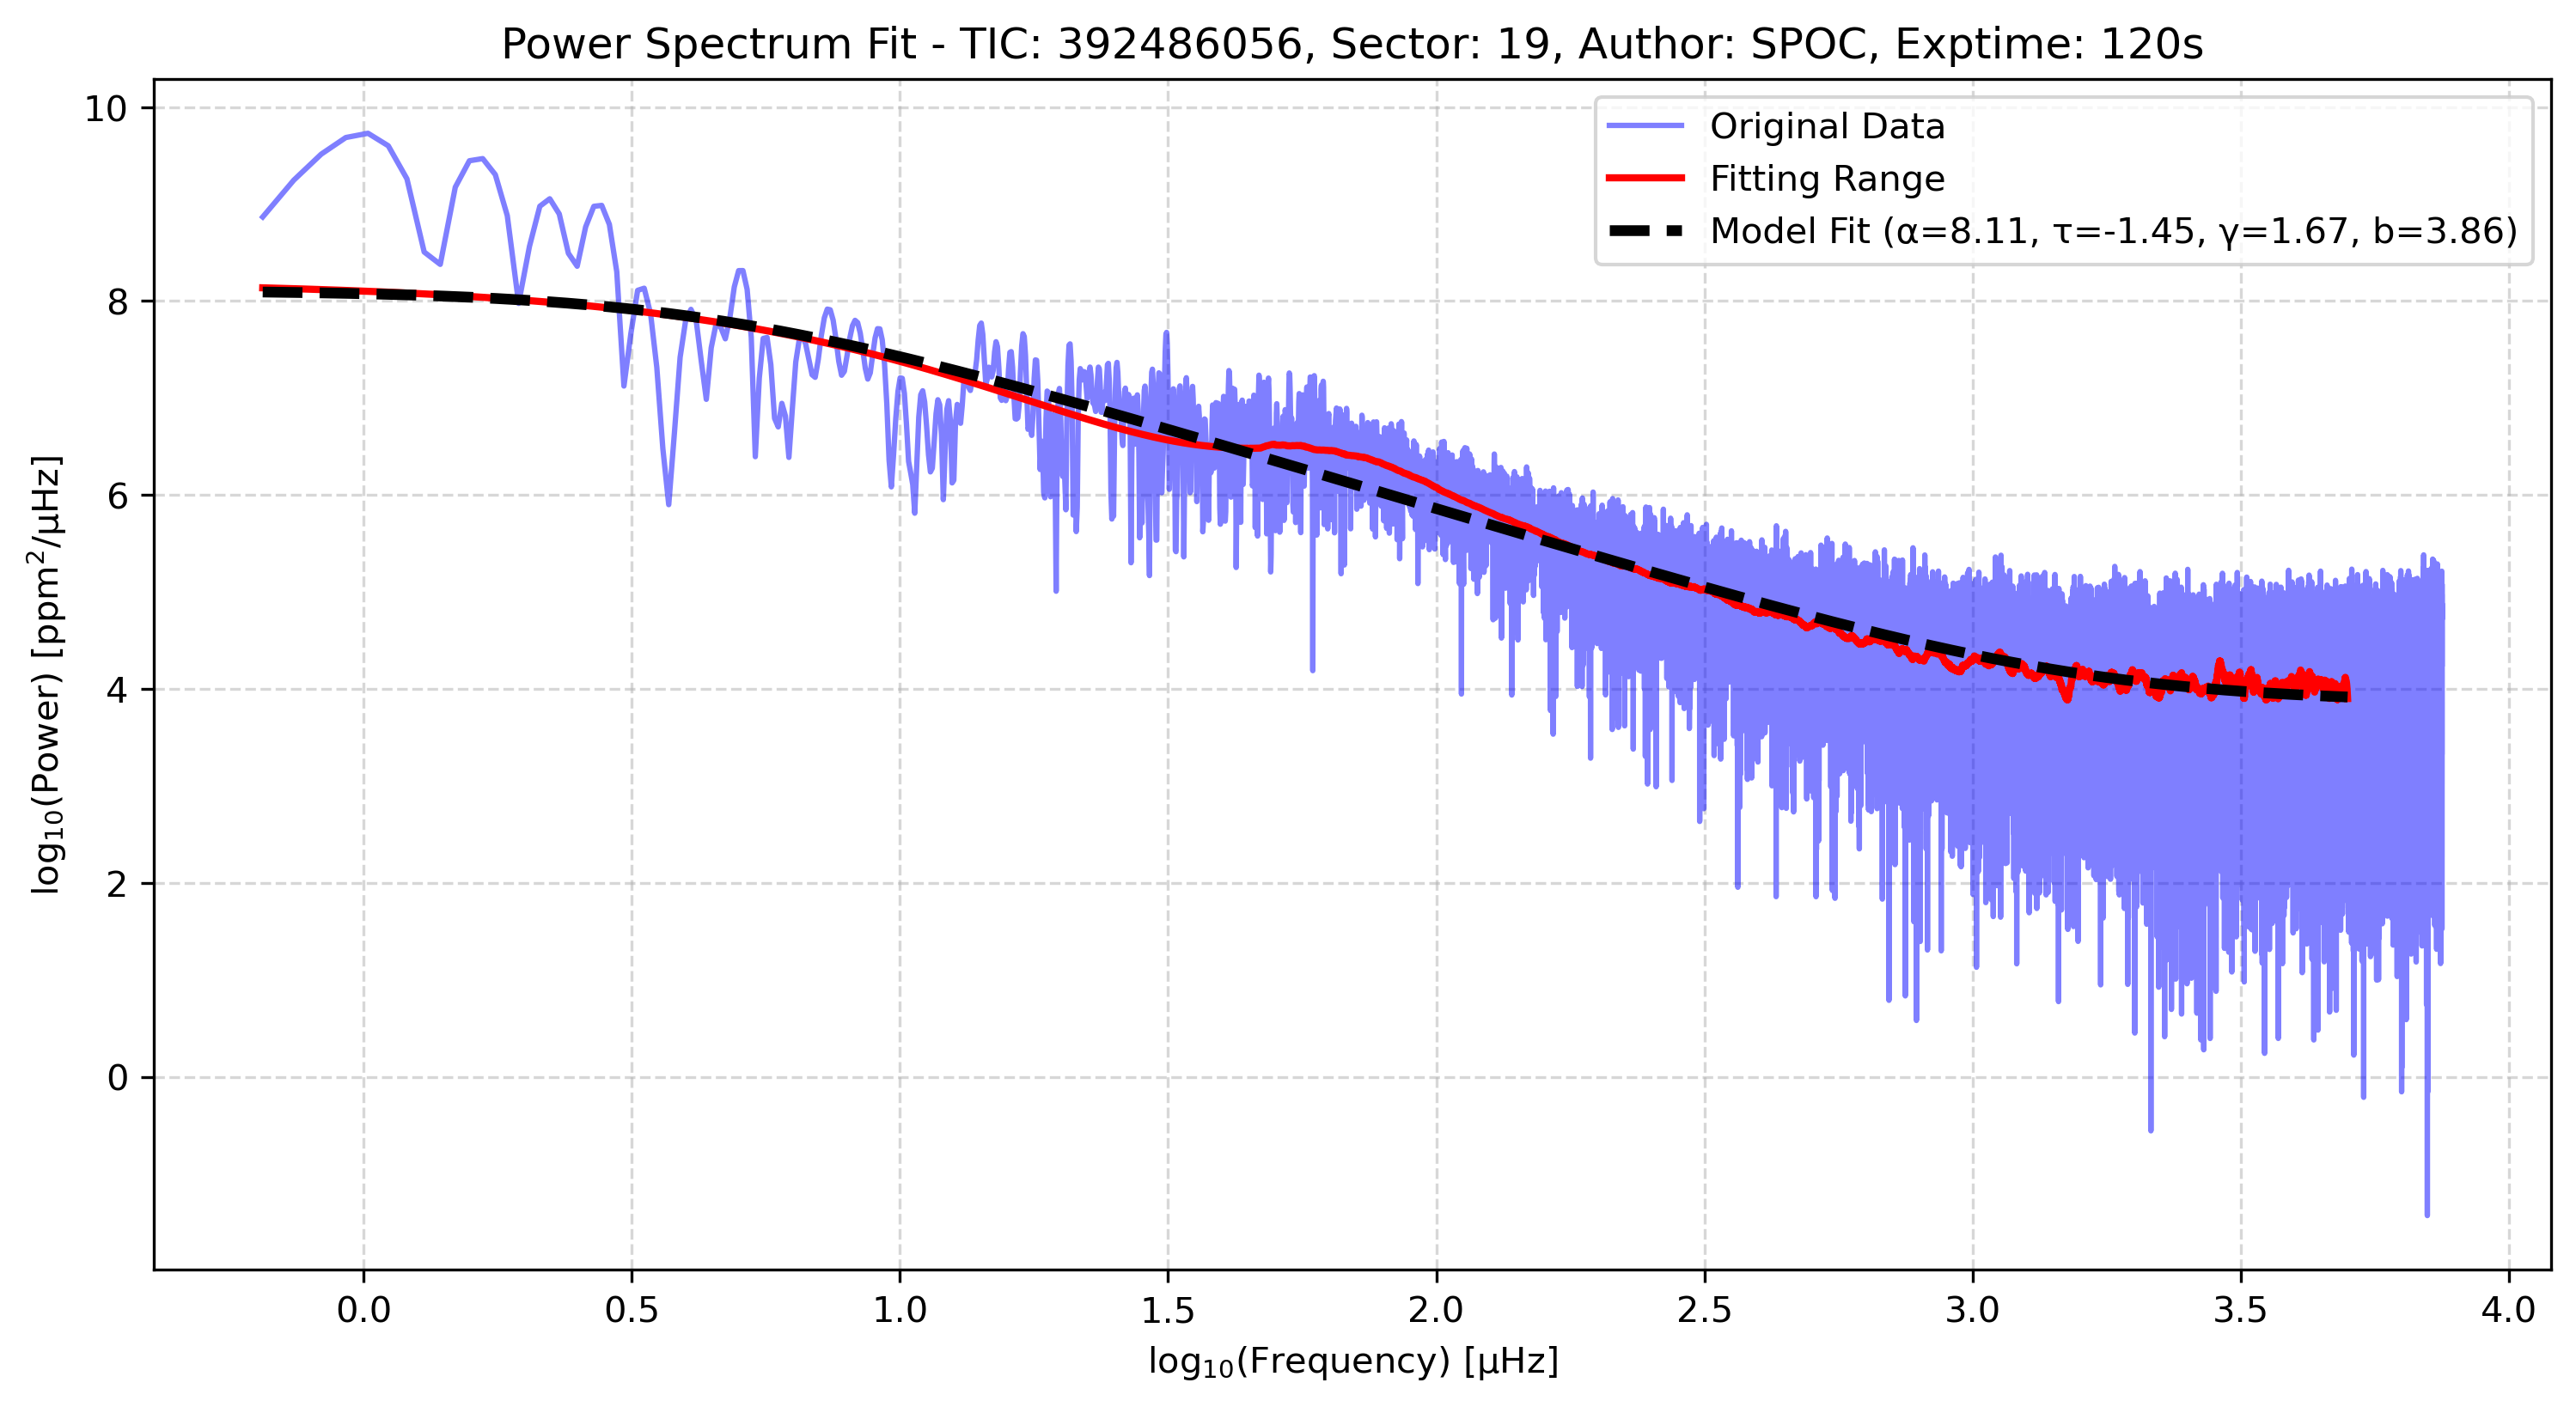 Power Spectrum Fit - TIC: 392486056, Sector: 19, Author: SPOC, Exptime: 120s
Original Data
Fitting Range
Model Fit (α=8.11, τ=-1.45, γ=1.67, b=3.86)
log₁₀(Power) [ppm²/μHz]
10
8
6
4
2
0
0.0 0.5 1.0 1.5 2.0 2.5 3.0 3.5 4.0
log₁₀(Frequency) [μHz]